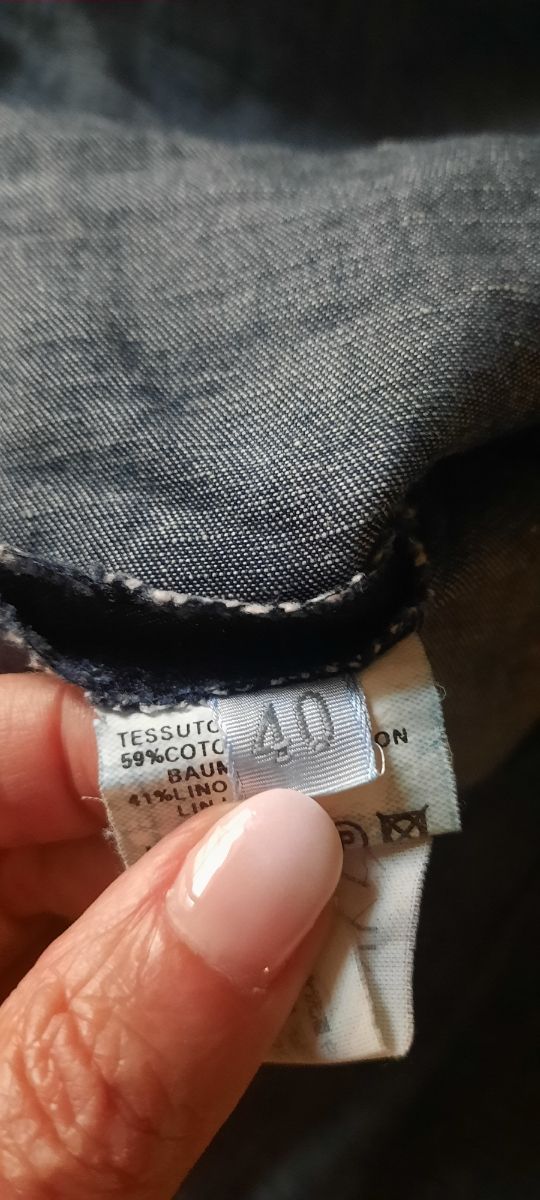 TESSUTO
59%COTO
BAUM
41%LINO
LIN
40
ON